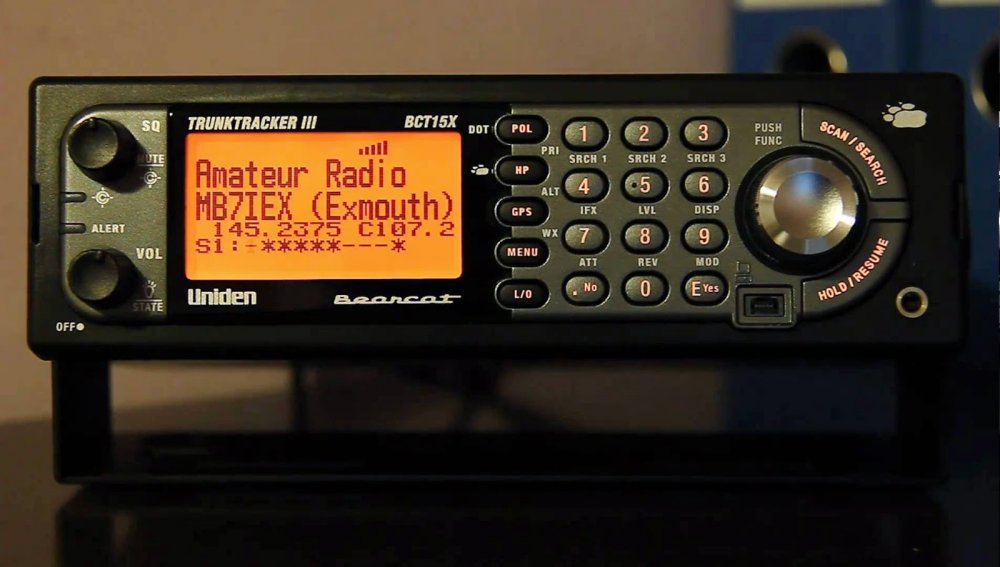 TRUNKTRACKER III BCT15X
SQ
MUTE
ALERT
VOL
STATE
OFF
Amateur Radio
MB7IEX (Exmouth)
145.2375 C107.2
S1:-*****---*
Uniden Bearcat
DOT POL
PRI
HP
ALT
GPS
WX
MENU
L/O
1 2 3
SRCH 1 SRCH 2 SRCH 3
4 5 6
IFX LVL DISP
7 8 9
ATT REV MOD
. No 0 E Yes
PUSH
FUNC
SCAN / SEARCH
HOLD / RESUME